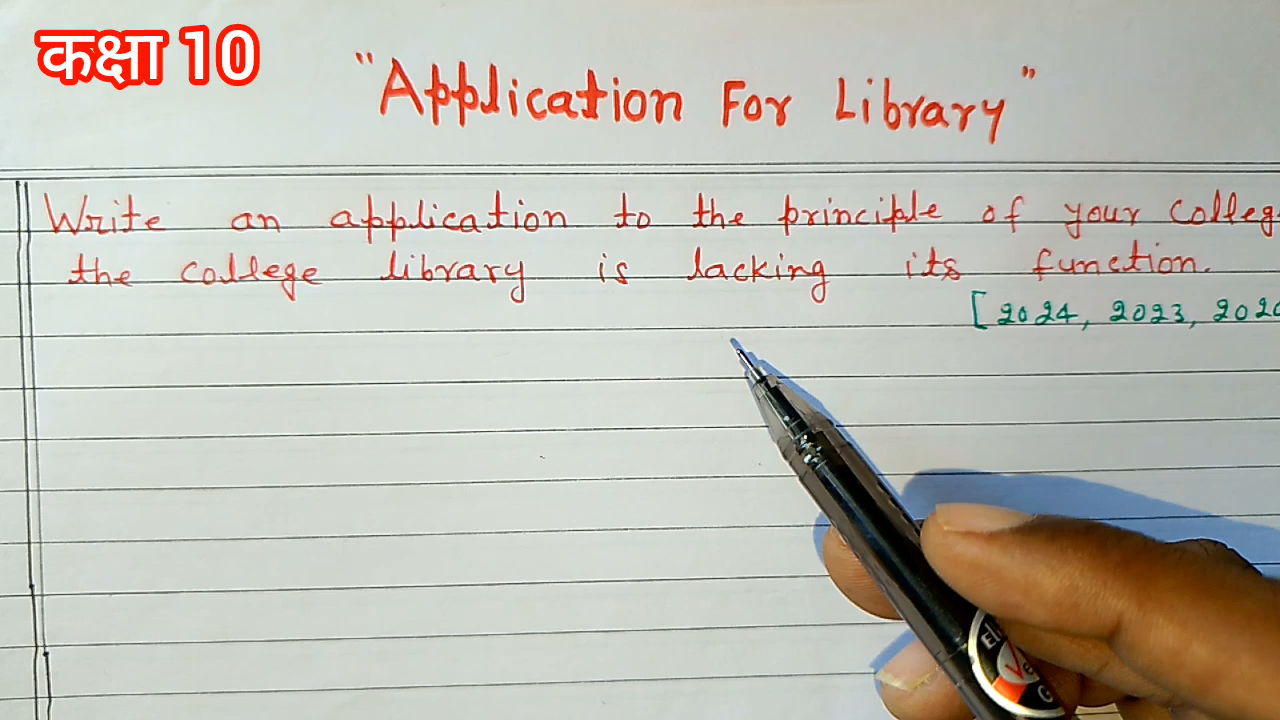 कक्षा 10
"Application For Library"
Write an application to the principle of your colleg
the college library is lacking its function.
[2024, 2023, 202